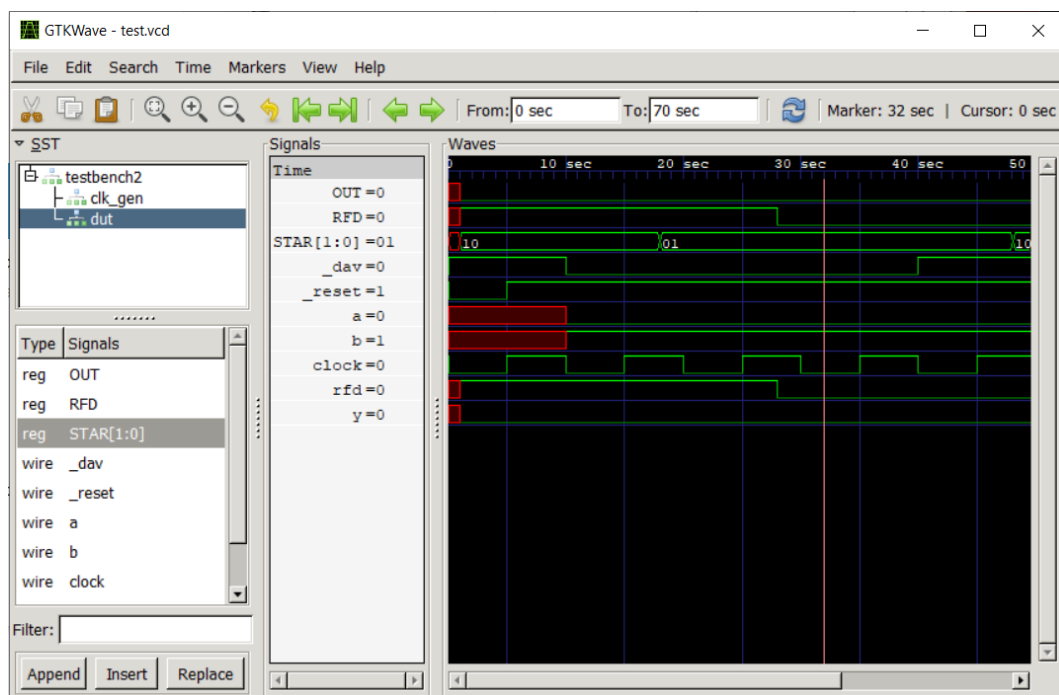 GTKWave - test.vcd
File Edit Search Time Markers View Help
From: 0 sec To: 70 sec Marker: 32 sec | Cursor: 0 sec
SST
testbench2
clk_gen
dut
Type Signals
reg OUT
reg RFD
reg STAR[1:0]
wire _dav
wire _reset
wire a
wire b
wire clock
Filter:
Append Insert Replace
Signals
Time
OUT =0
RFD =0
STAR[1:0] =01
_dav =0
_reset =1
a =0
b =1
clock =0
rfd =0
y =0
Waves
0 10 sec 20 sec 30 sec 40 sec 50
10 01 10